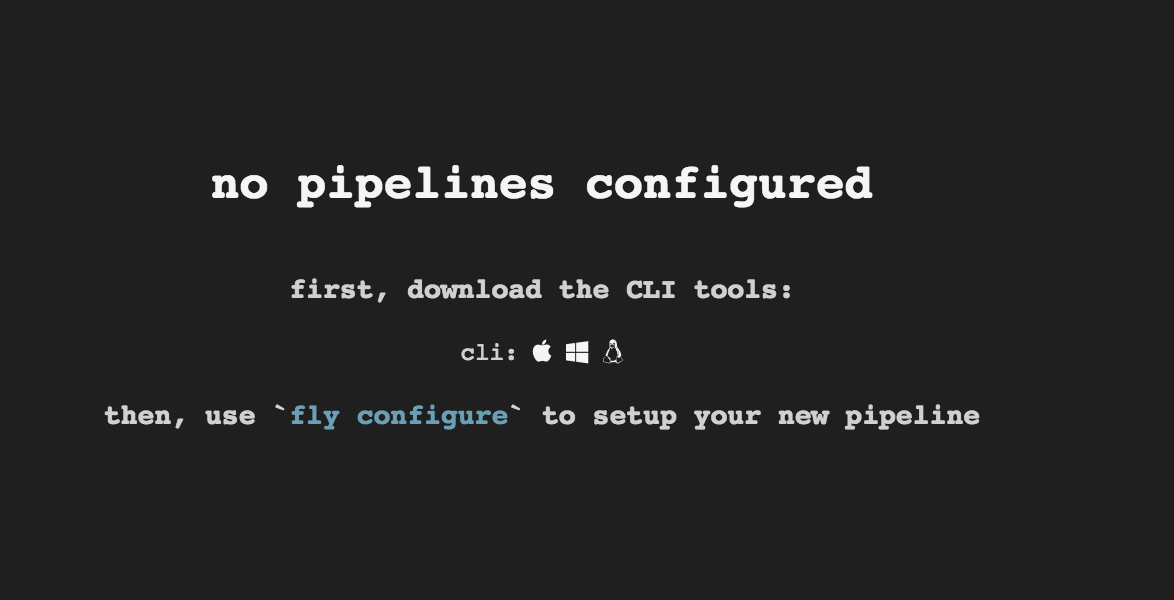 no pipelines configured
first, download the CLI tools:
cli:
then, use `fly configure` to setup your new pipeline